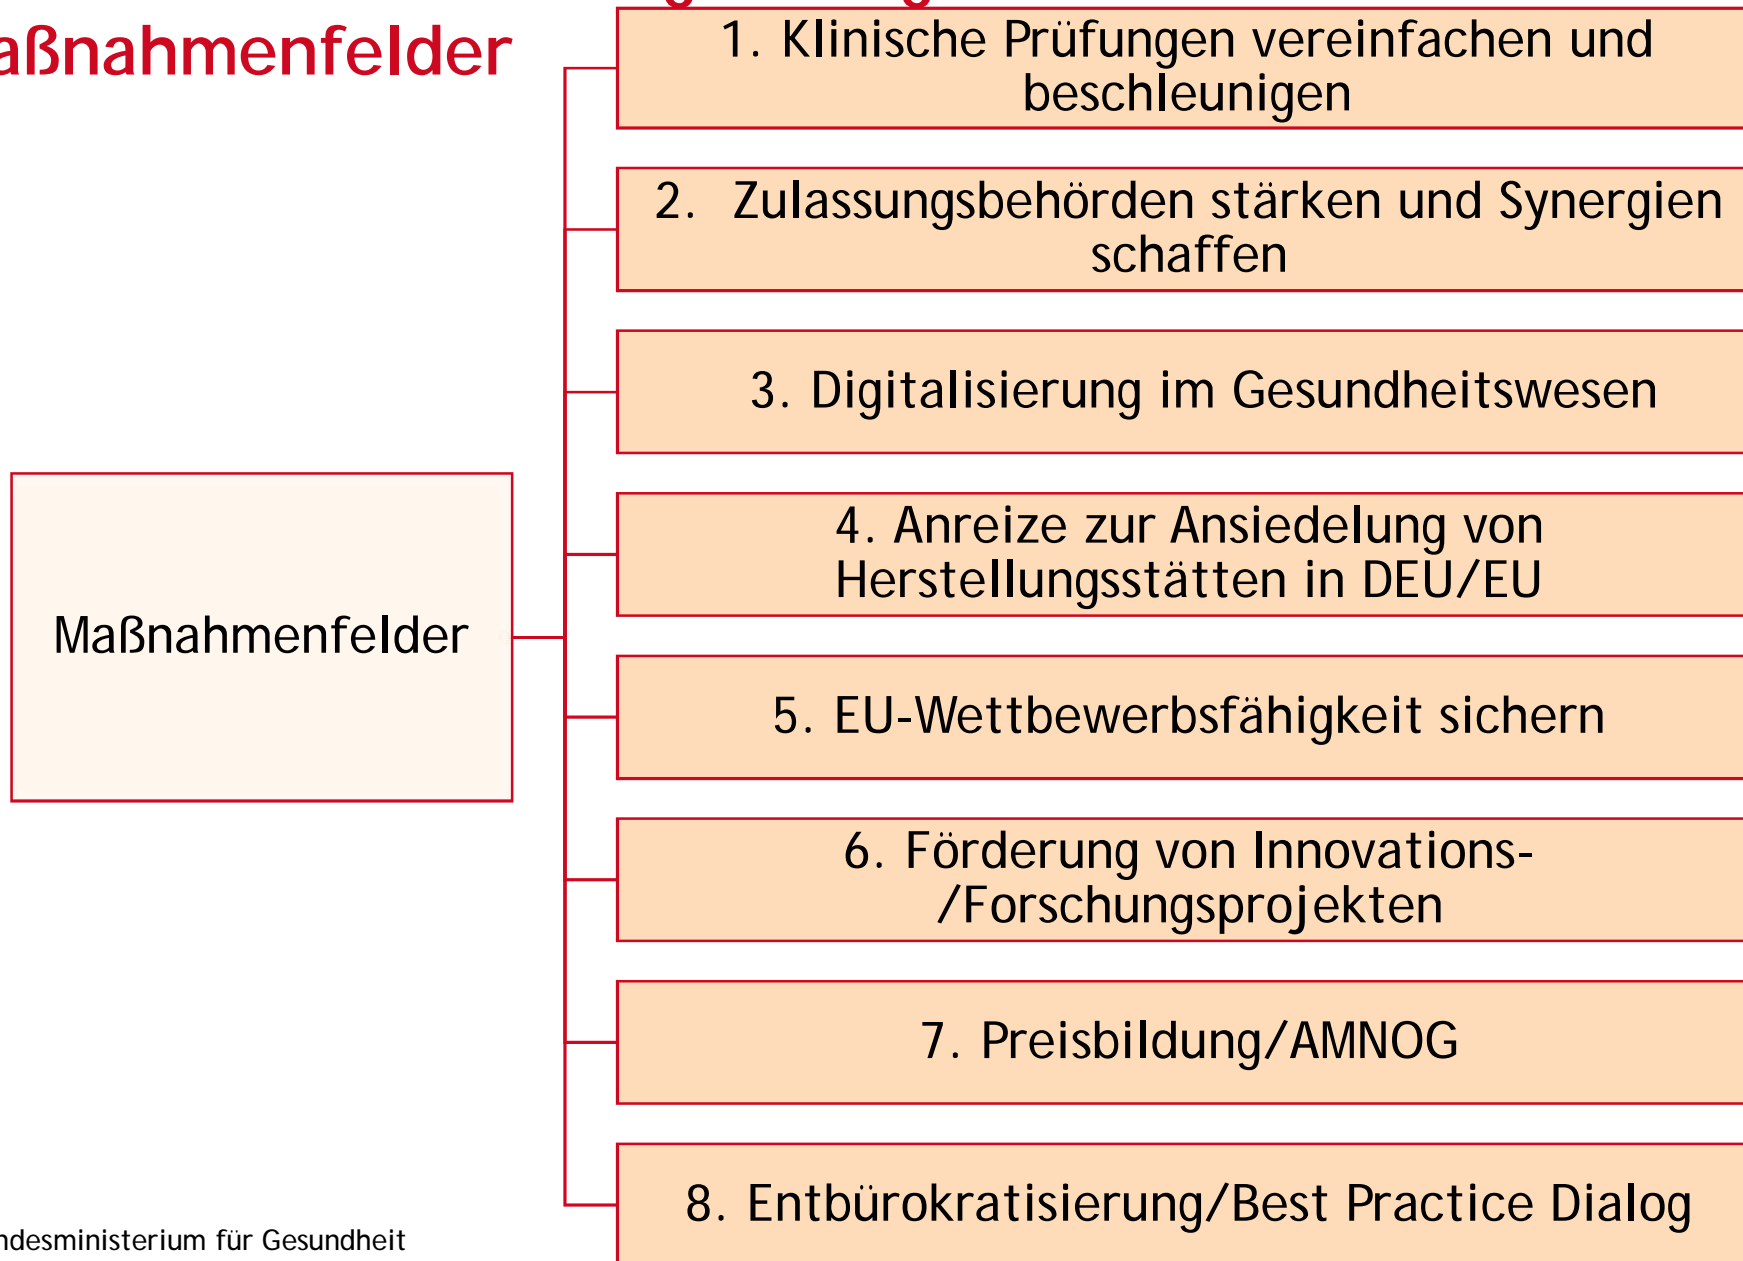 aßnahmenfelder
1. Klinische Prüfungen vereinfachen und
beschleunigen
2. Zulassungsbehörden stärken und Synergien
schaffen
3. Digitalisierung im Gesundheitswesen
4. Anreize zur Ansiedelung von
Herstellungsstätten in DEU/EU
Maßnahmenfelder
5. EU-Wettbewerbsfähigkeit sichern
6. Förderung von Innovations-
/Forschungsprojekten
7. Preisbildung/AMNOG
8. Entbürokratisierung/Best Practice Dialog
ndesministerium für Gesundheit